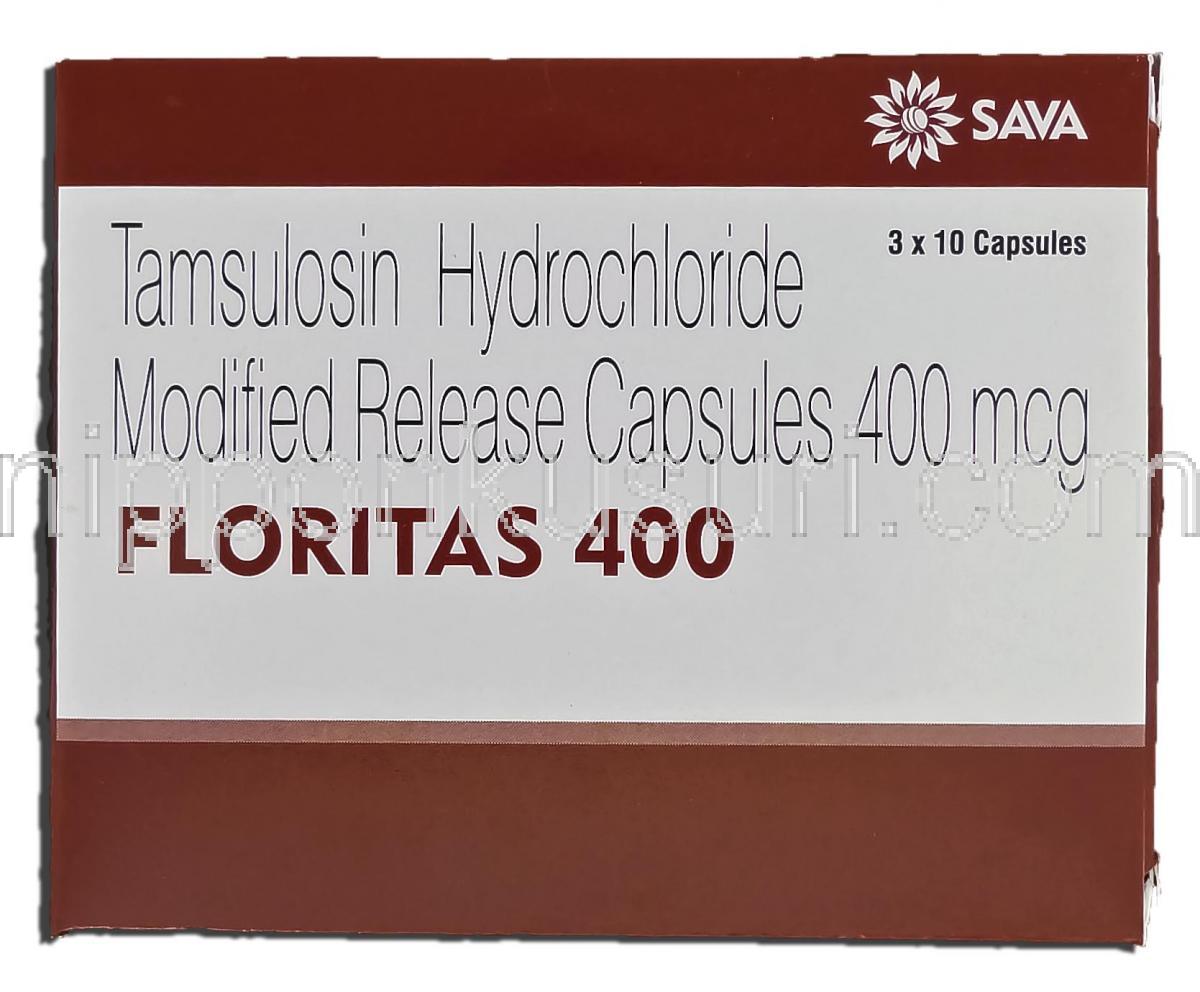 SAVA
3 x 10 Capsules
Tamsulosin Hydrochloride
Modified Release Capsules 400 mcg
nipponkusuri.com
FLORITAS 400